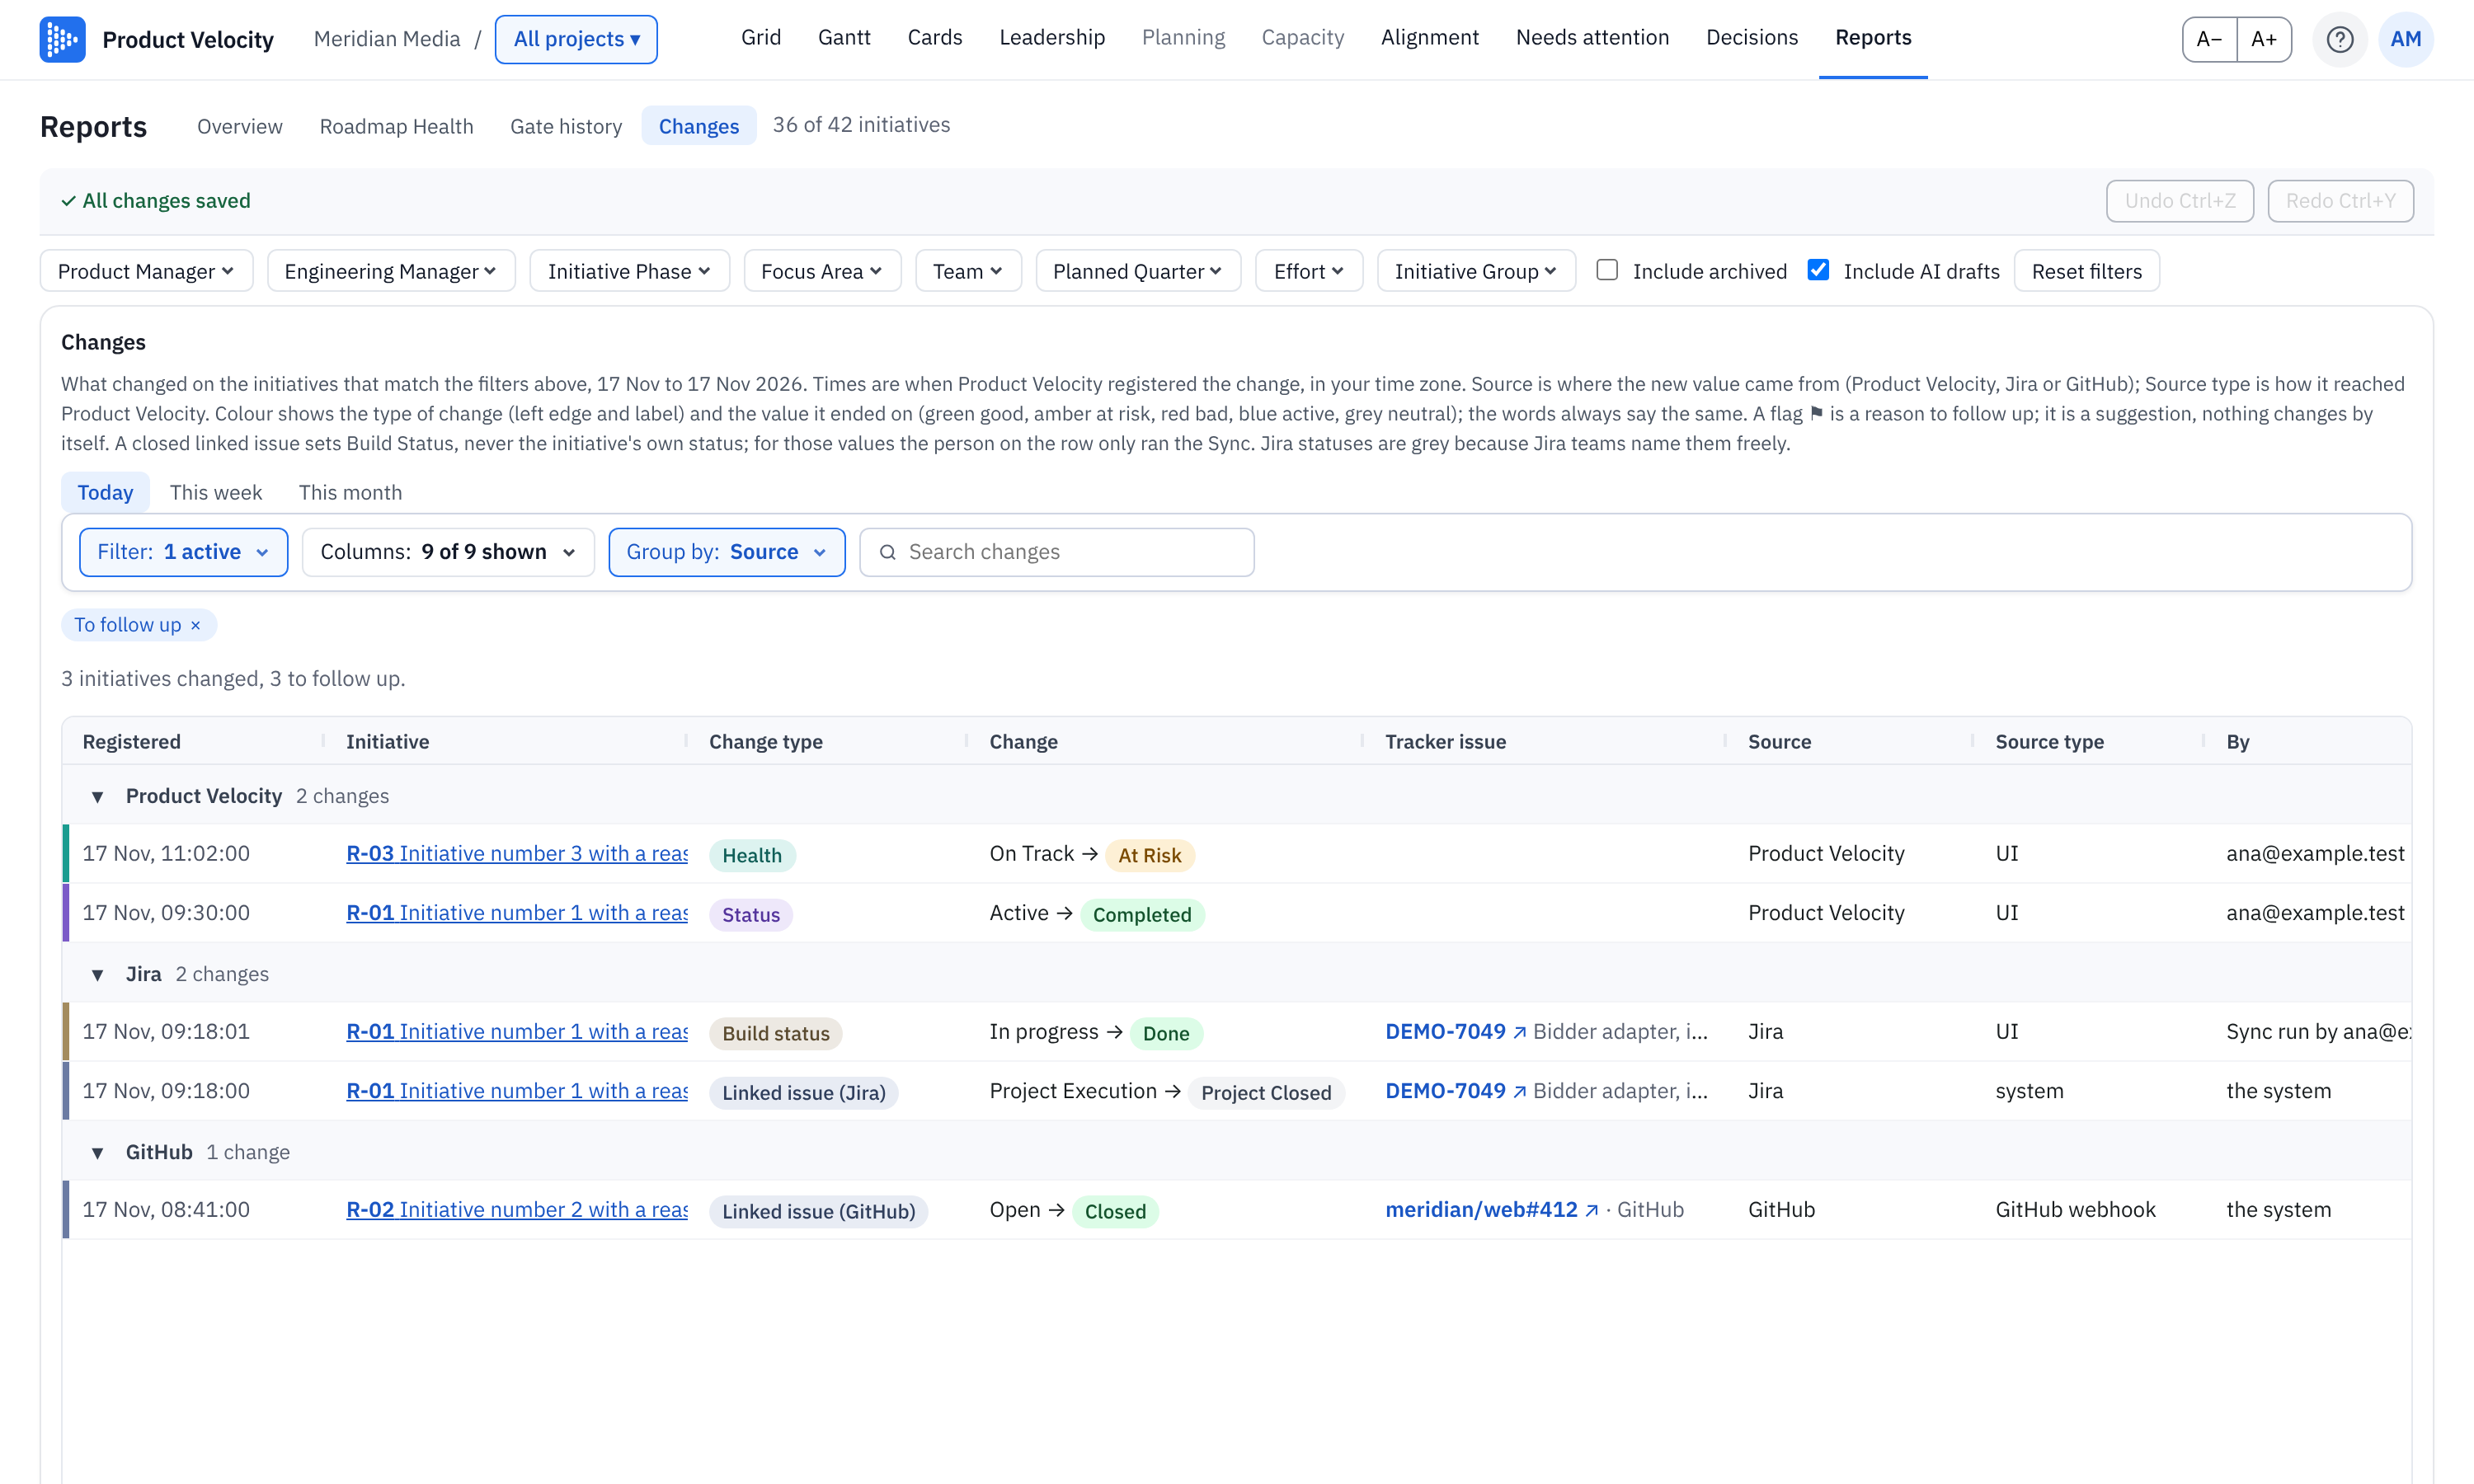 Product Velocity Meridian Media / All projects ▾ Grid Gantt Cards Leadership Planning Capacity Alignment Needs attention Decisions Reports A− A+ ? AM
Reports Overview Roadmap Health Gate history Changes 36 of 42 initiatives
✓ All changes saved Undo Ctrl+Z Redo Ctrl+Y
Product Manager Engineering Manager Initiative Phase Focus Area Team Planned Quarter Effort Initiative Group Include archived Include AI drafts Reset filters
Changes
What changed on the initiatives that match the filters above, 17 Nov to 17 Nov 2026. Times are when Product Velocity registered the change, in your time zone. Source is where the new value came from (Product Velocity, Jira or GitHub); Source type is how it reached
Product Velocity. Colour shows the type of change (left edge and label) and the value it ended on (green good, amber at risk, red bad, blue active, grey neutral); the words always say the same. A flag ⚑ is a reason to follow up; it is a suggestion, nothing changes by
itself. A closed linked issue sets Build Status, never the initiative's own status; for those values the person on the row only ran the Sync. Jira statuses are grey because Jira teams name them freely.
Today This week This month
Filter: 1 active Columns: 9 of 9 shown Group by: Source Search changes
To follow up ×
3 initiatives changed, 3 to follow up.
Registered Initiative Change type Change Tracker issue Source Source type By
▼ Product Velocity 2 changes
17 Nov, 11:02:00 R-03 Initiative number 3 with a reas Health On Track → At Risk Product Velocity UI ana@example.test
17 Nov, 09:30:00 R-01 Initiative number 1 with a reas Status Active → Completed Product Velocity UI ana@example.test
▼ Jira 2 changes
17 Nov, 09:18:01 R-01 Initiative number 1 with a reas Build status In progress → Done DEMO-7049 ↗ Bidder adapter, i... Jira UI Sync run by ana@e
17 Nov, 09:18:00 R-01 Initiative number 1 with a reas Linked issue (Jira) Project Execution → Project Closed DEMO-7049 ↗ Bidder adapter, i... Jira system the system
▼ GitHub 1 change
17 Nov, 08:41:00 R-02 Initiative number 2 with a reas Linked issue (GitHub) Open → Closed meridian/web#412 ↗ · GitHub GitHub GitHub webhook the system